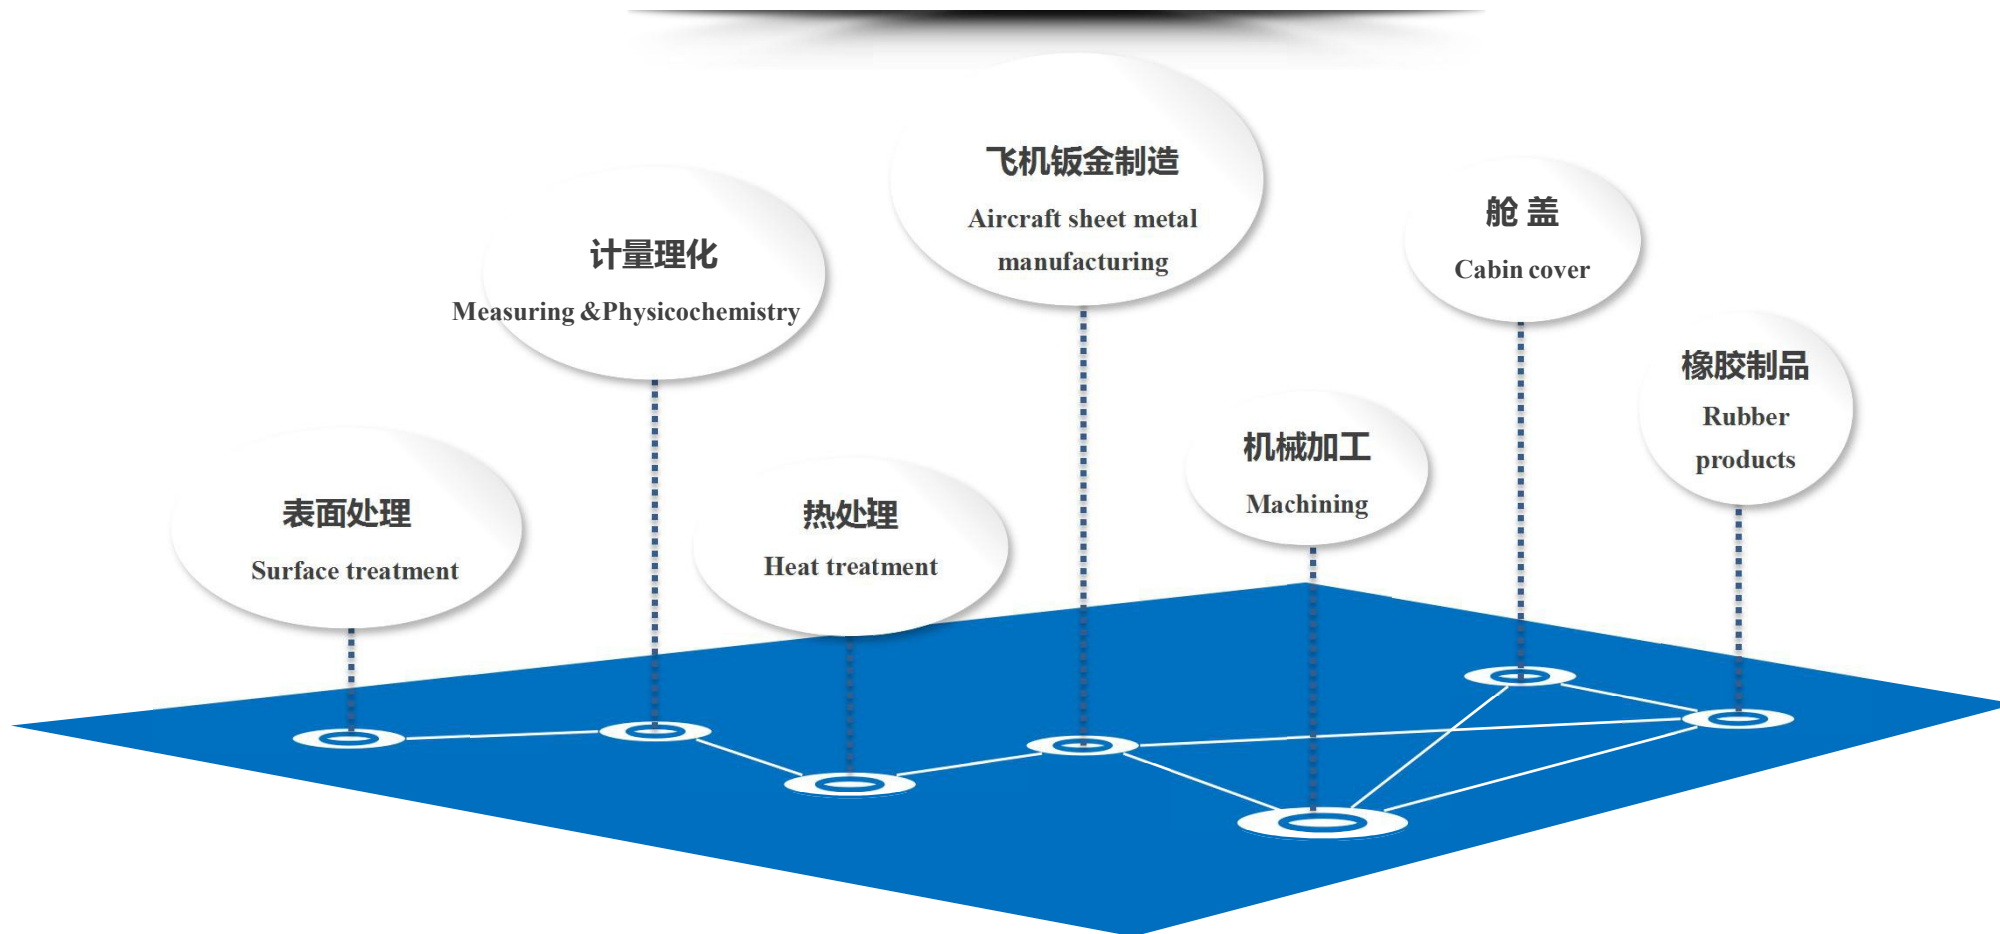 表面处理
Surface treatment
计量理化
Measuring &Physicochemistry
热处理
Heat treatment
飞机钣金制造
Aircraft sheet metal
manufacturing
机械加工
Machining
舱 盖
Cabin cover
橡胶制品
Rubber
products